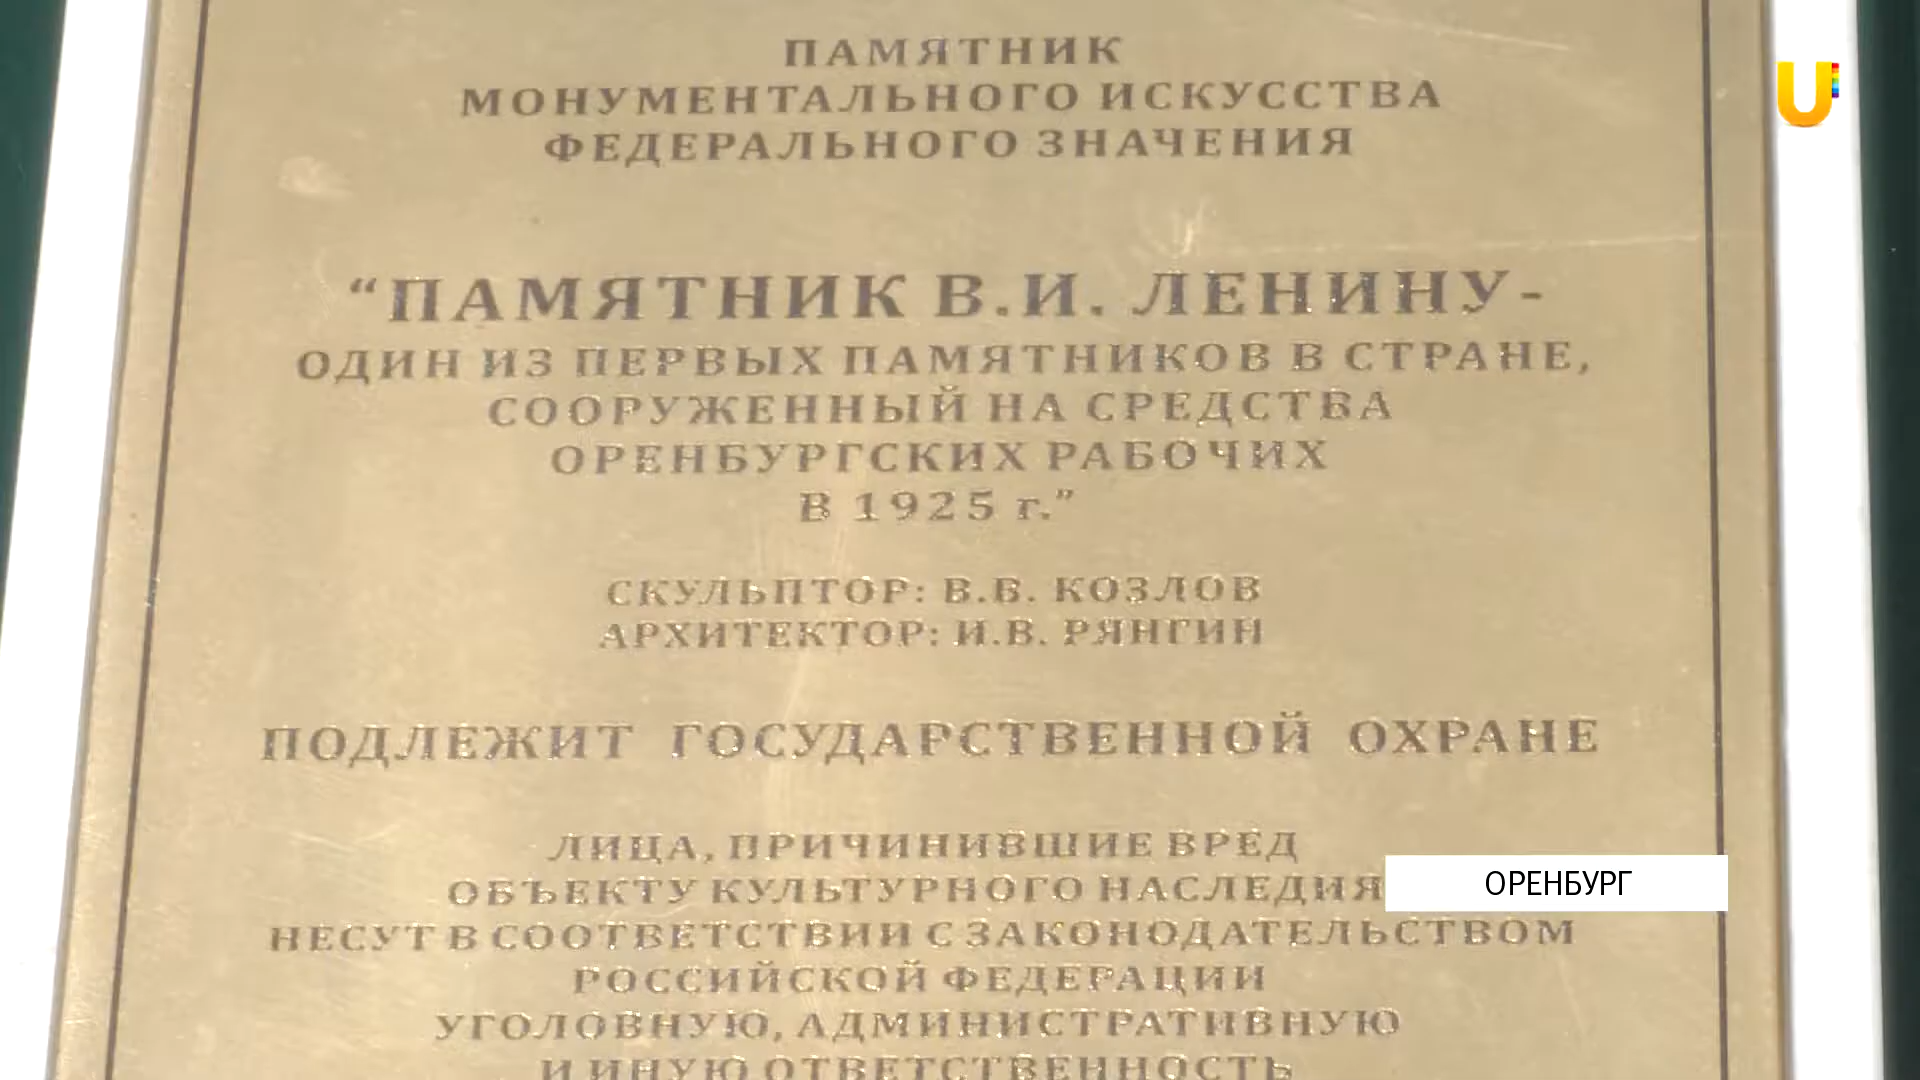 ПАМЯТНИК
МОНУМЕНТАЛЬНОГО ИСКУССТВА
ФЕДЕРАЛЬНОГО ЗНАЧЕНИЯ
“ПАМЯТНИК В.И. ЛЕНИНУ-
ОДИН ИЗ ПЕРВЫХ ПАМЯТНИКОВ В СТРАНЕ,
СООРУЖЕННЫЙ НА СРЕДСТВА
ОРЕНБУРГСКИХ РАБОЧИХ
В 1925 г.”
СКУЛЬПТОР: В.В. КОЗЛОВ
АРХИТЕКТОР: И.В. РЯНГИН
ПОДЛЕЖИТ ГОСУДАРСТВЕННОЙ ОХРАНЕ
ЛИЦА, ПРИЧИНИВШИЕ ВРЕД
ОБЪЕКТУ КУЛЬТУРНОГО НАСЛЕДИЯ
НЕСУТ В СООТВЕТСТВИИ С ЗАКОНОДАТЕЛЬСТВОМ
РОССИЙСКОЙ ФЕДЕРАЦИИ
УГОЛОВНУЮ, АДМИНИСТРАТИВНУЮ
И ИНУЮ ОТВЕТСТВЕННОСТЬ
ОРЕНБУРГ
U